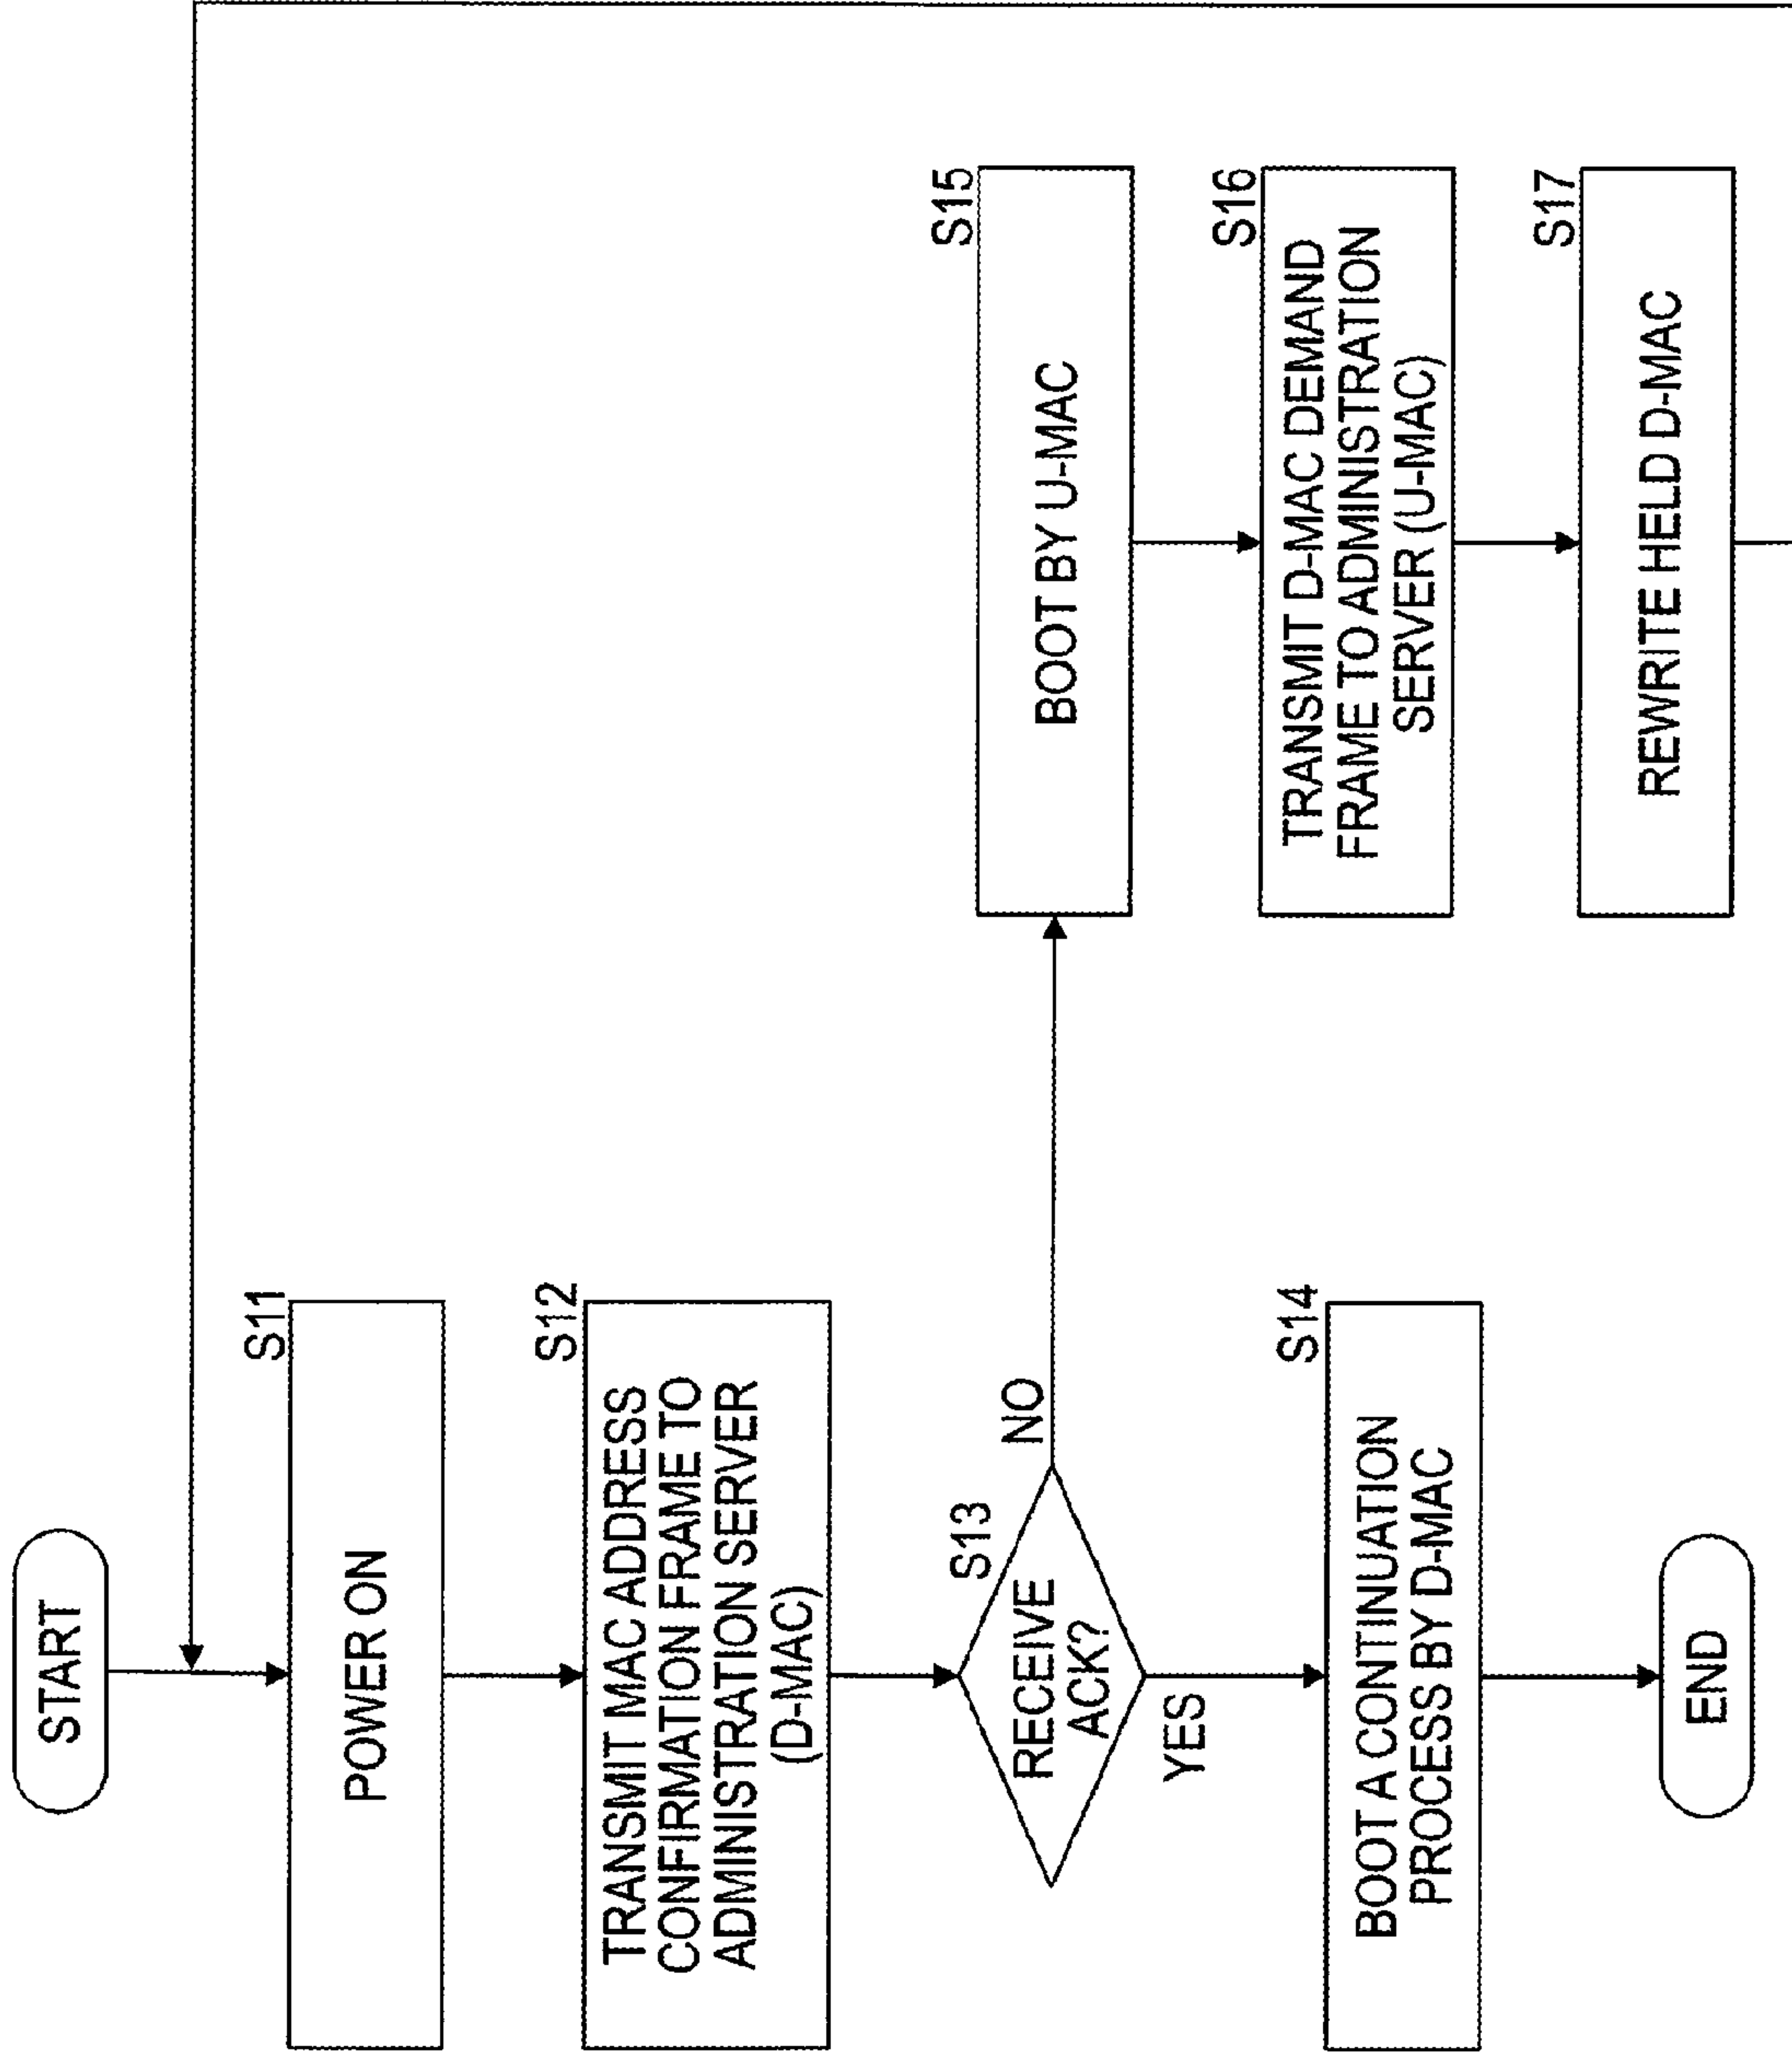 START
S11
POWER ON
S12
TRANSMIT MAC ADDRESS
CONFIRMATION FRAME TO
ADMINISTRATION SERVER
(D-MAC)
S13
RECEIVE
ACK?
NO
YES
S14
BOOT A CONTINUATION
PROCESS BY D-MAC
END
S15
BOOT BY U-MAC
S16
TRANSMIT D-MAC DEMAND
FRAME TO ADMINISTRATION
SERVER (U-MAC)
S17
REWRITE HELD D-MAC